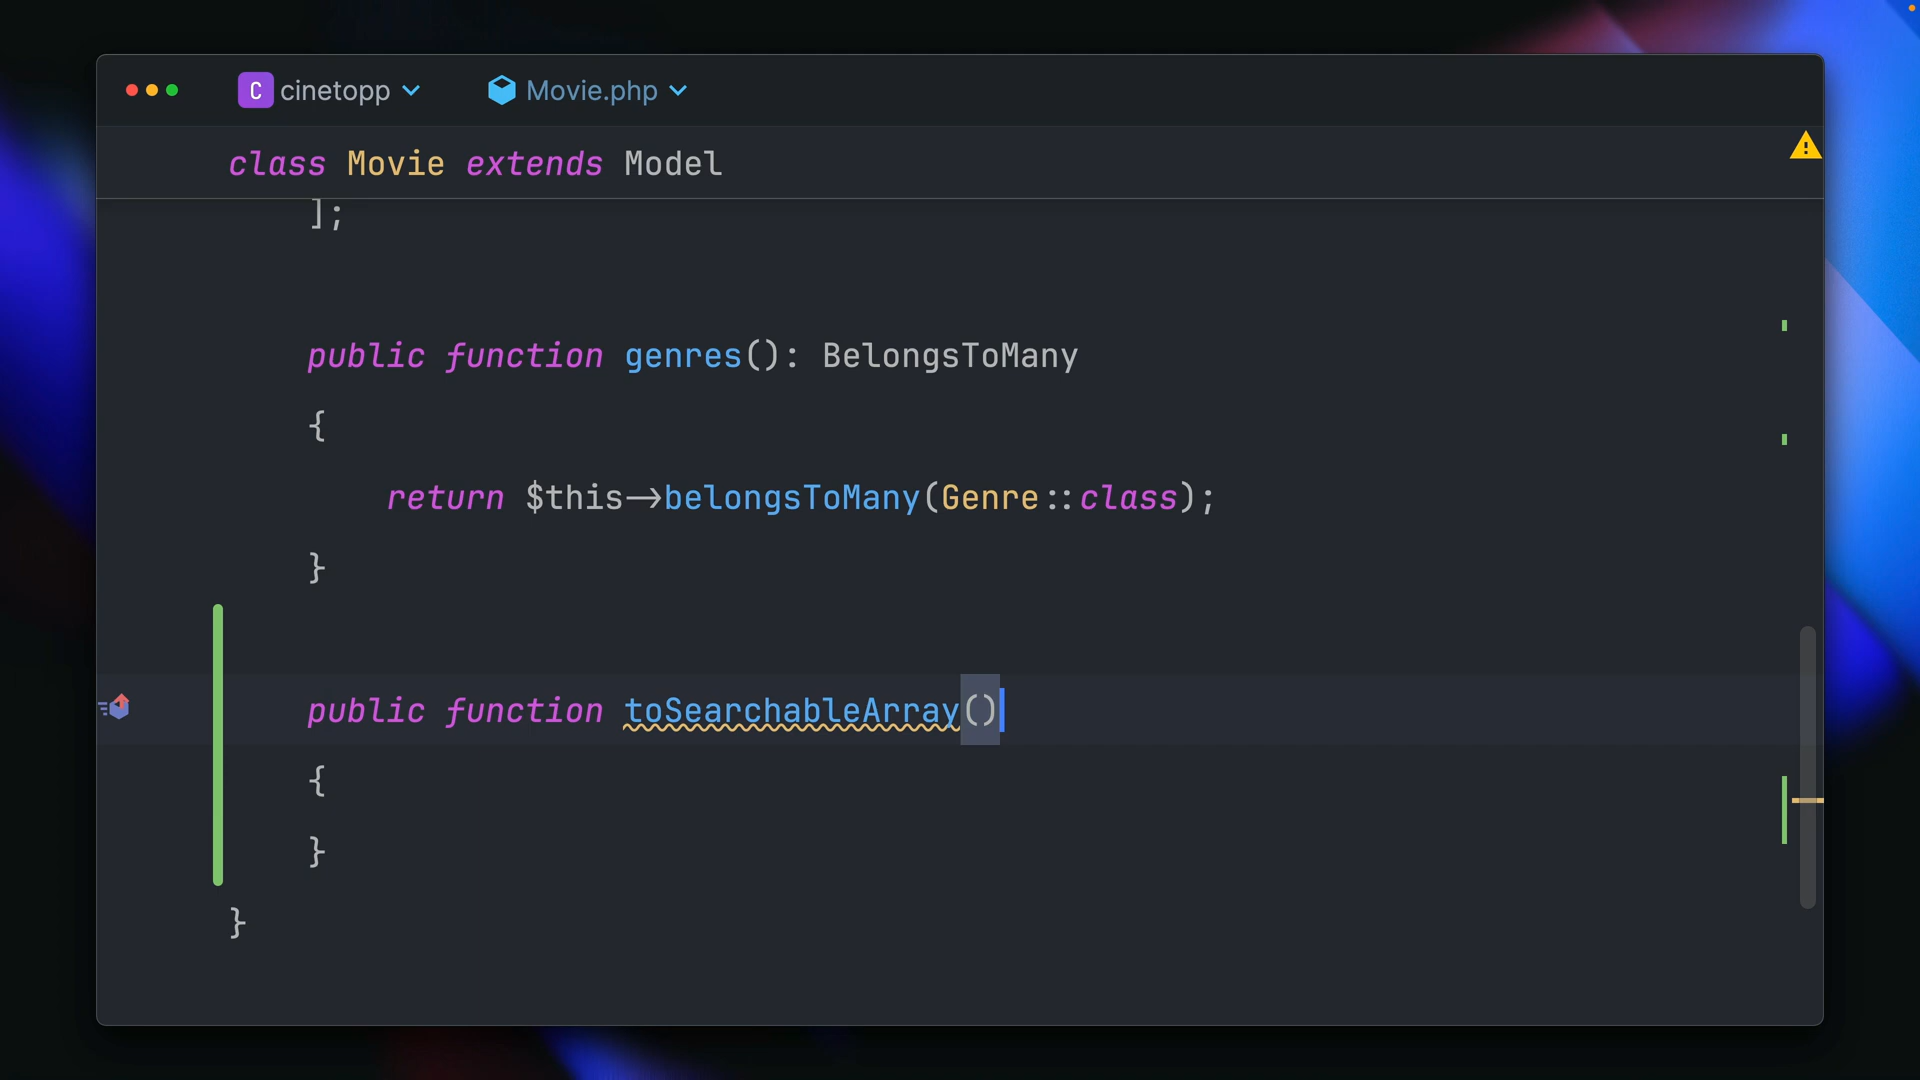 C cinetopp Movie.php
class Movie extends Model
];
public function genres(): BelongsToMany
{
return $this->belongsToMany(Genre::class);
}
public function toSearchableArray()
{
}
}